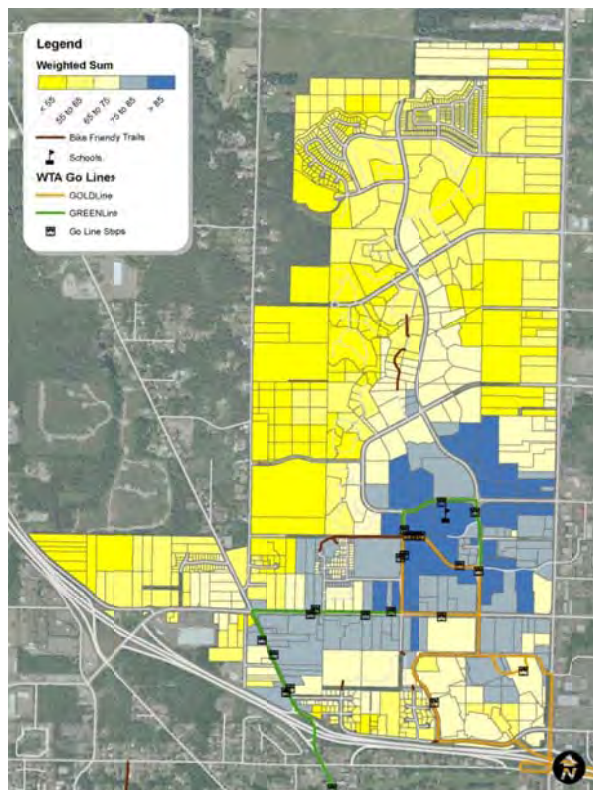 Legend
Weighted Sum
< 55
55 to 65
65 to 75
75 to 85
> 85
Bike Friendy Trails
Schools
WTA Go Lines
GOLDLine
GREENLine
Go Line Stops
N